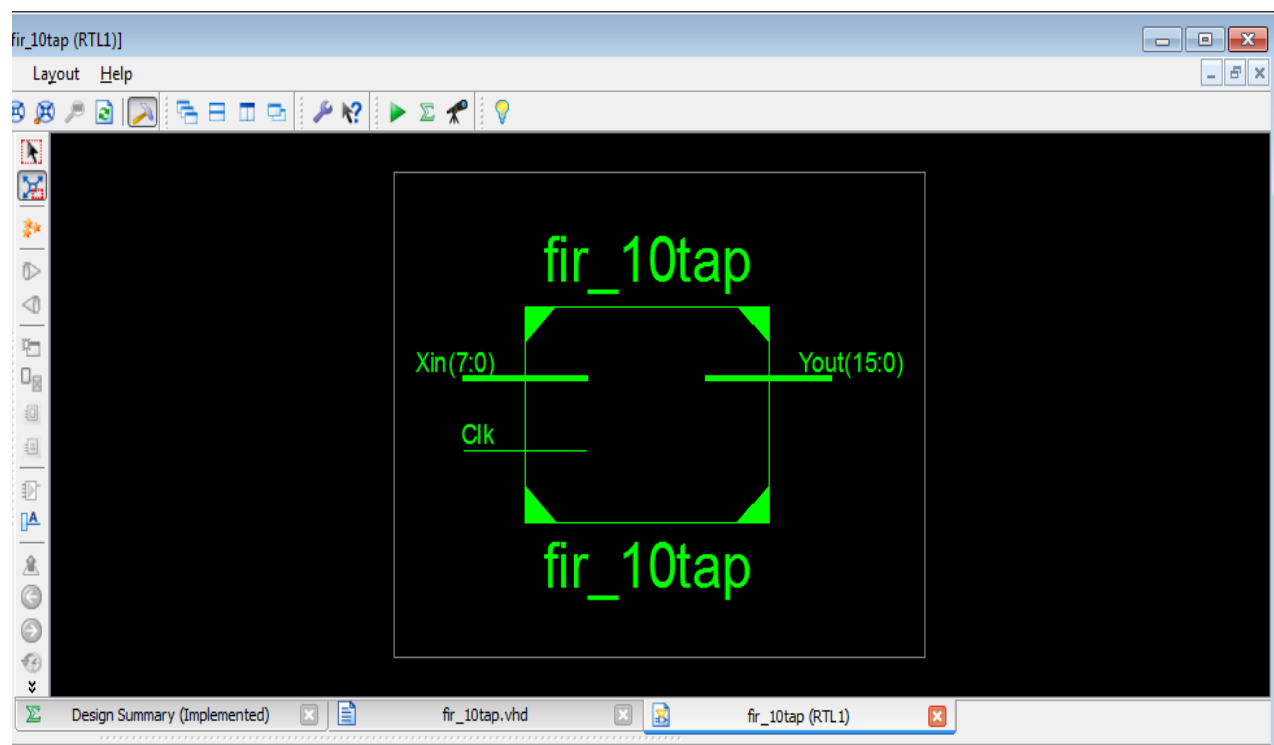 fir_10tap (RTL1)]
Layout Help
fir_10tap
Xin(7:0)
Yout(15:0)
Clk
fir_10tap
A
Design Summary (Implemented)
fir_10tap.vhd
fir_10tap (RTL1)